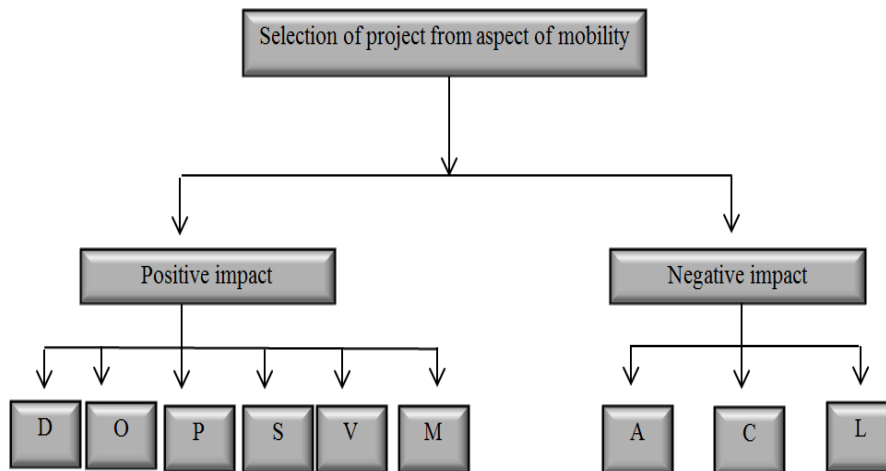 Selection of project from aspect of mobility
Positive impact
Negative impact
D
O
P
S
V
M
A
C
L